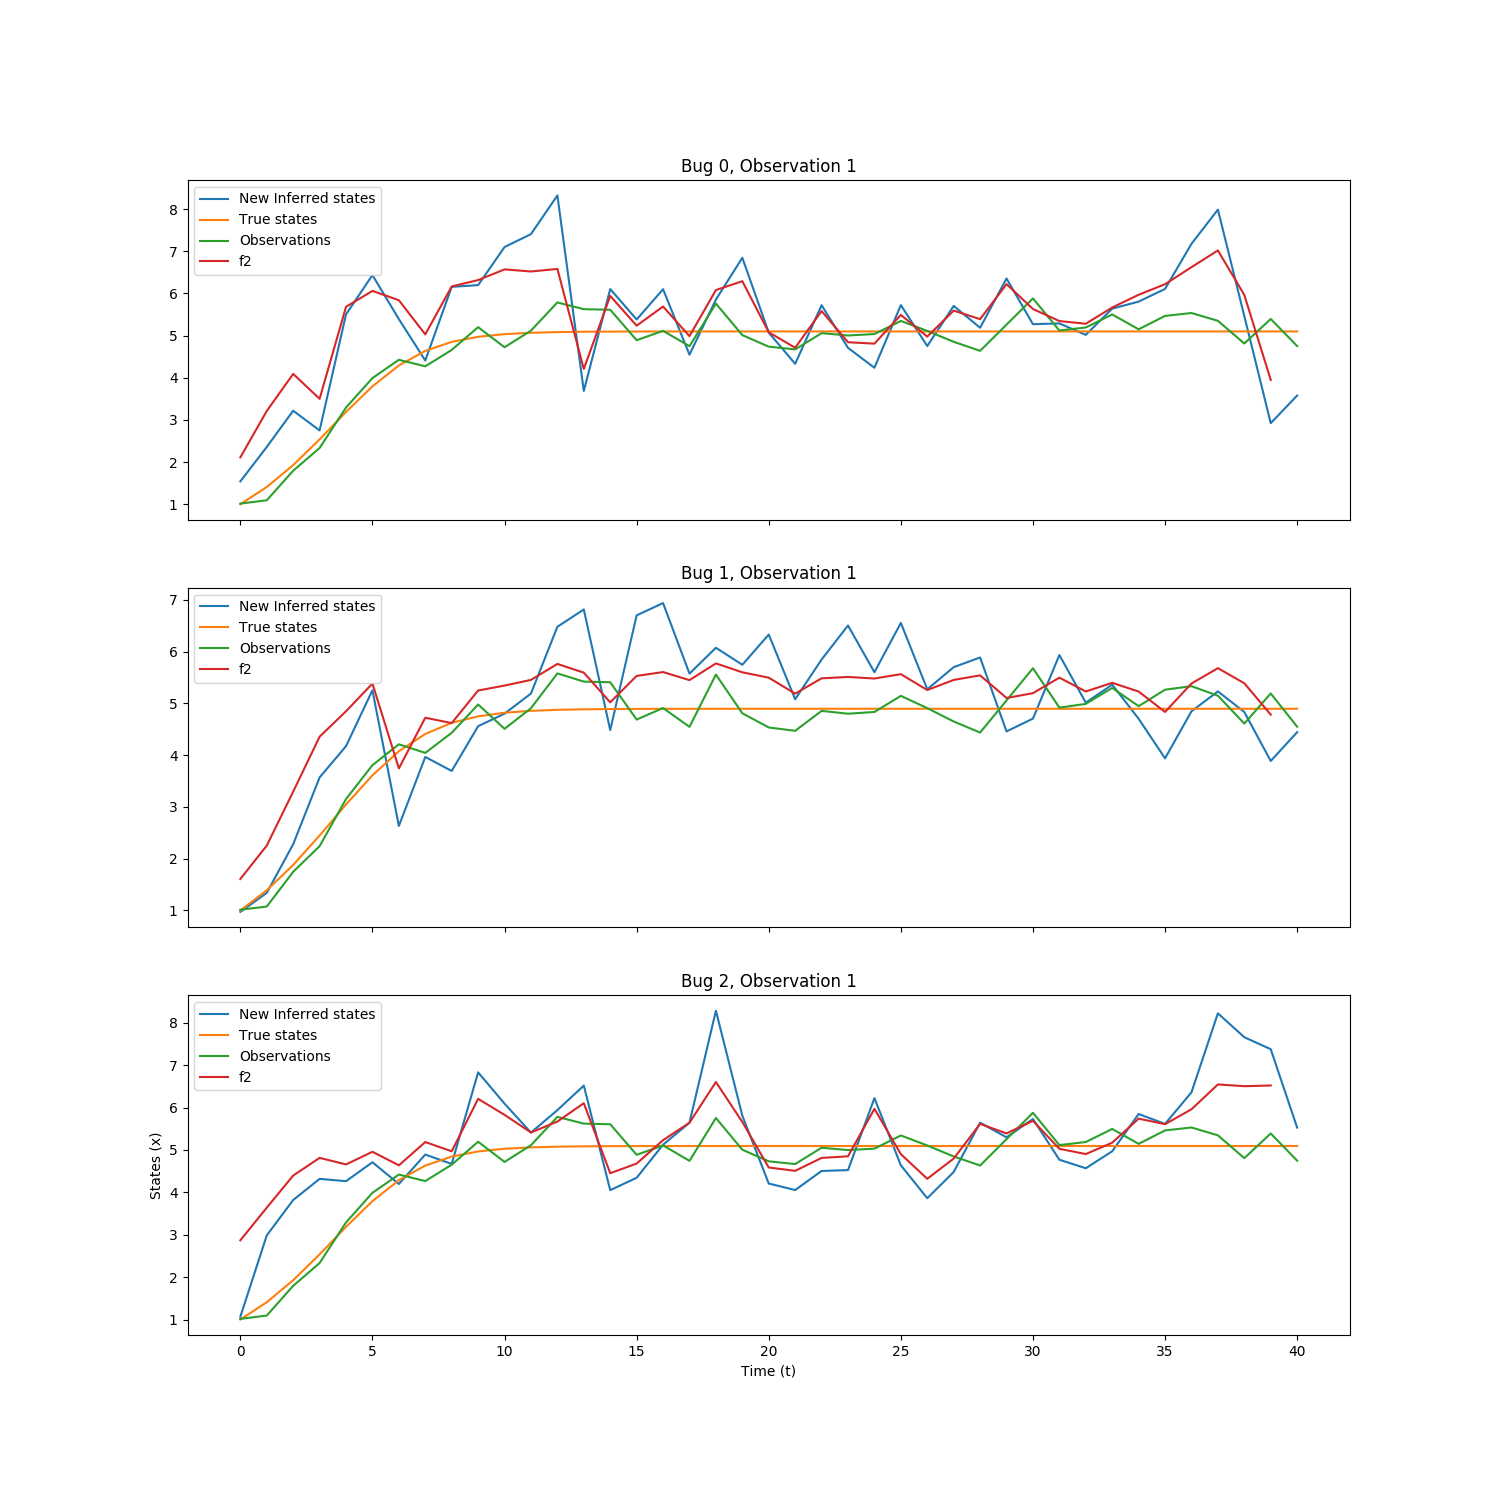 Bug 0, Observation 1
New Inferred states
True states
Observations
f2
8
7
6
5
4
3
2
1
Bug 1, Observation 1
New Inferred states
True states
Observations
f2
7
6
5
4
3
2
1
Bug 2, Observation 1
New Inferred states
True states
Observations
f2
States (x)
8
7
6
5
4
3
2
1
0 5 10 15 20 25 30 35 40
Time (t)